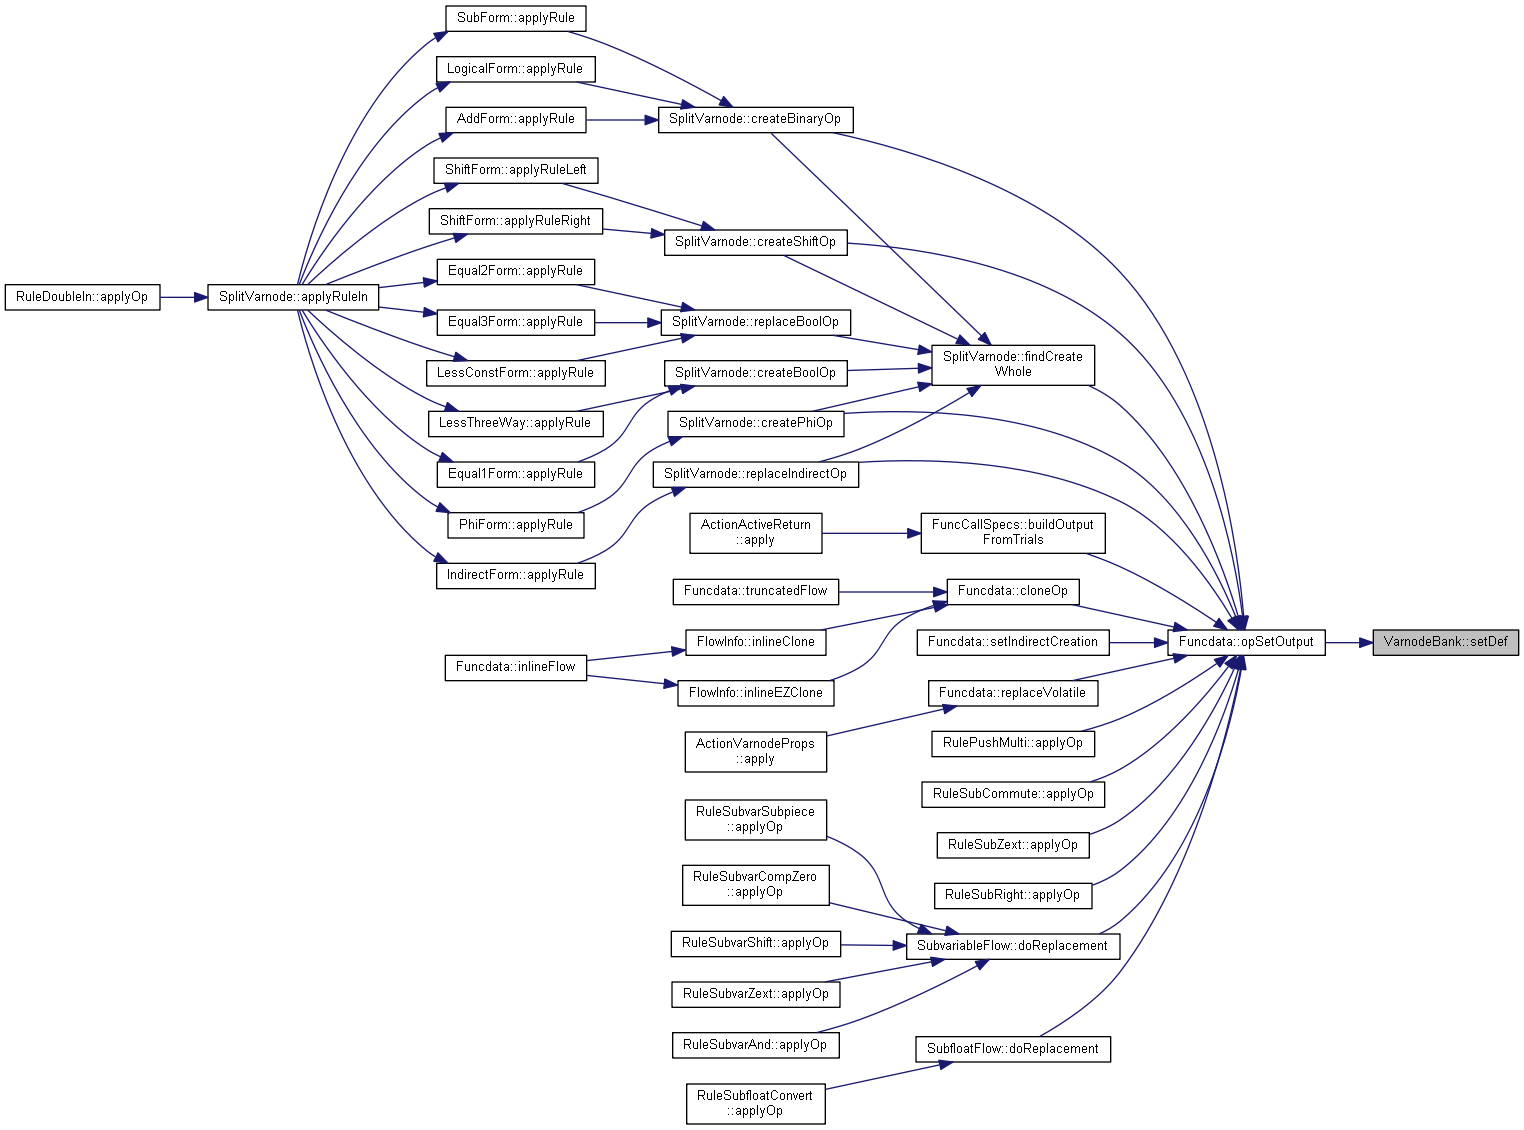 SubForm::applyRule
LogicalForm::applyRule
AddForm::applyRule
SplitVarnode::createBinaryOp
ShiftForm::applyRuleLeft
ShiftForm::applyRuleRight
SplitVarnode::createShiftOp
Equal2Form::applyRule
RuleDoubleIn::applyOp
SplitVarnode::applyRuleIn
Equal3Form::applyRule
SplitVarnode::replaceBoolOp
SplitVarnode::findCreate
Whole
LessConstForm::applyRule
SplitVarnode::createBoolOp
LessThreeWay::applyRule
SplitVarnode::createPhiOp
Equal1Form::applyRule
SplitVarnode::replaceIndirectOp
PhiForm::applyRule
ActionActiveReturn
::apply
FuncCallSpecs::buildOutput
FromTrials
IndirectForm::applyRule
Funcdata::truncatedFlow
Funcdata::cloneOp
FlowInfo::inlineClone
Funcdata::setIndirectCreation
Funcdata::opSetOutput
VarnodeBank::setDef
Funcdata::inlineFlow
FlowInfo::inlineEZClone
Funcdata::replaceVolatile
ActionVarnodeProps
::apply
RulePushMulti::applyOp
RuleSubCommute::applyOp
RuleSubvarSubpiece
::applyOp
RuleSubZext::applyOp
RuleSubvarCompZero
::applyOp
RuleSubRight::applyOp
RuleSubvarShift::applyOp
SubvariableFlow::doReplacement
RuleSubvarZext::applyOp
RuleSubvarAnd::applyOp
SubfloatFlow::doReplacement
RuleSubfloatConvert
::applyOp